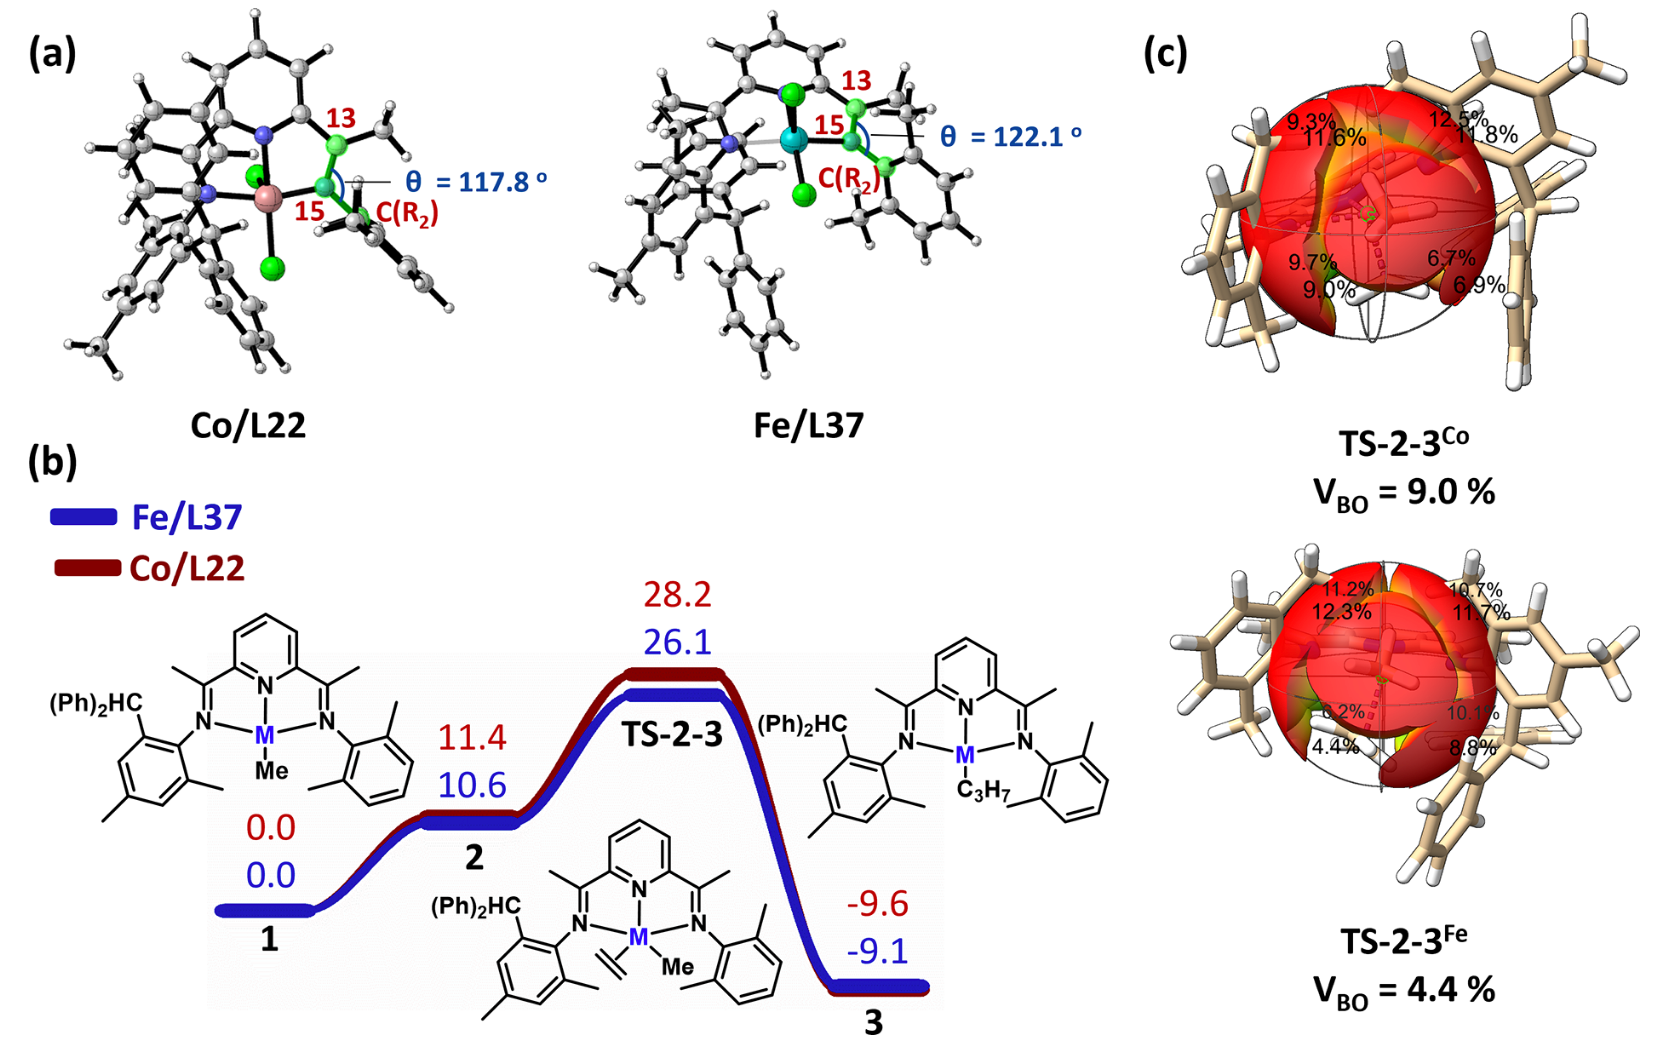 (a)
13
15
θ = 117.8 º
C(R₂)
Co/L22
13
15
θ = 122.1 º
C(R₂)
Fe/L37
(b)
Fe/L37
Co/L22
(Ph)₂HC
N
N
N
M
Me
0.0
0.0
1
11.4
10.6
2
(Ph)₂HC
N
N
N
M
Me
28.2
26.1
TS-2-3
(Ph)₂HC
N
N
N
M
C₃H₇
-9.6
-9.1
3
(c)
9.3%
11.6%
12.5%
11.8%
9.7%
9.0%
6.7%
6.9%
TS-2-3ᶜᵒ
V_BO = 9.0 %
11.2%
12.3%
10.7%
11.7%
6.2%
4.4%
10.1%
8.8%
TS-2-3ᶠᵉ
V_BO = 4.4 %